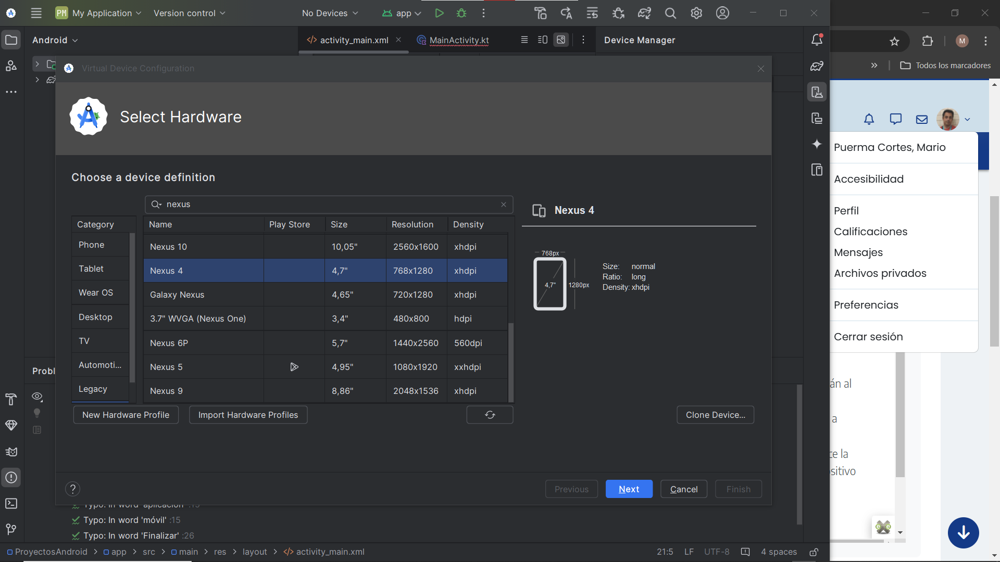 PM My Application Version control No Devices app
Android activity_main.xml MainActivity.kt Device Manager
M
Todos los marcadores
Virtual Device Configuration
Select Hardware
Choose a device definition
nexus
Category Name Play Store Size Resolution Density
Phone
Tablet
Wear OS
Desktop
TV
Automoti...
Legacy
Nexus 10 10,05" 2560x1600 xhdpi
Nexus 4 4,7" 768x1280 xhdpi
Galaxy Nexus 4,65" 720x1280 xhdpi
3.7" WVGA (Nexus One) 3,4" 480x800 hdpi
Nexus 6P 5,7" 1440x2560 560dpi
Nexus 5 4,95" 1080x1920 xxhdpi
Nexus 9 8,86" 2048x1536 xhdpi
Nexus 4
768px
4,7"
1280px
Size: normal
Ratio: long
Density: xhdpi
New Hardware Profile Import Hardware Profiles Clone Device...
? Previous Next Cancel Finish
Probl
Typo: In word 'aplicación' :15
Typo: In word 'móvil' :15
Typo: In word 'Finalizar' :26
ProyectosAndroid > app > src > main > res > layout > activity_main.xml 21:5 LF UTF-8 4 spaces
Puerma Cortes, Mario
Accesibilidad
Perfil
Calificaciones
Mensajes
Archivos privados
Preferencias
Cerrar sesión
án al
a
ce la
sitivo